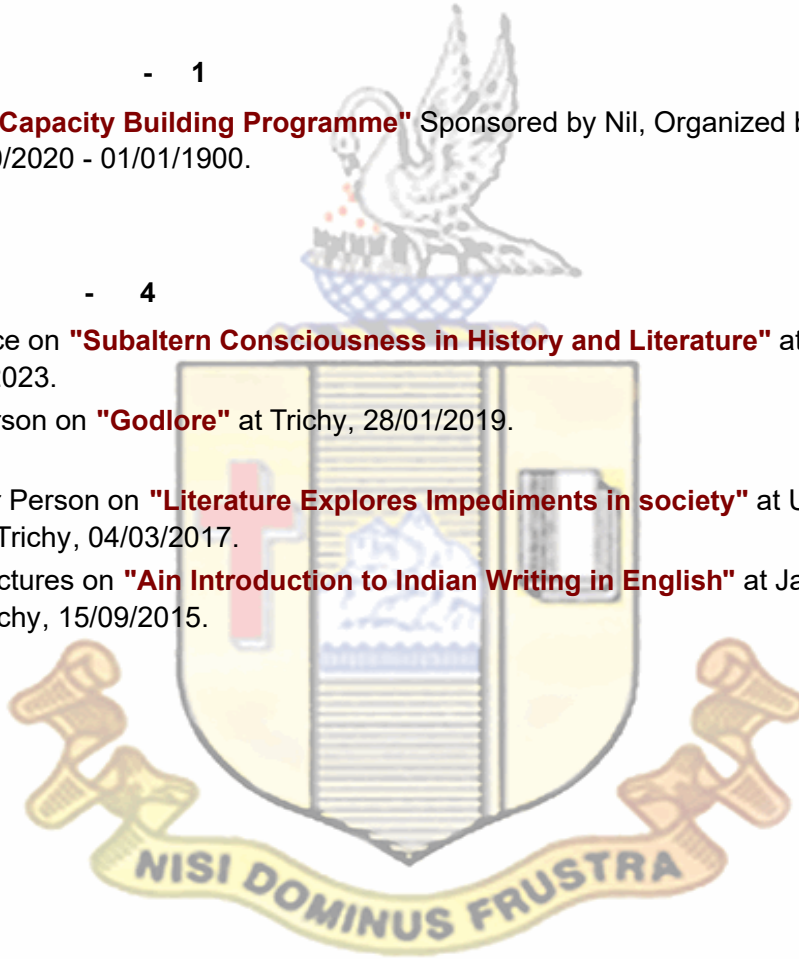 - 1
Capacity Building Programme" Sponsored by Nil, Organized b
0/2020 - 01/01/1900.
- 4
ce on "Subaltern Consciousness in History and Literature" at
2023.
rson on "Godlore" at Trichy, 28/01/2019.
r Person on "Literature Explores Impediments in society" at U
Trichy, 04/03/2017.
ctures on "Ain Introduction to Indian Writing in English" at Ja
chy, 15/09/2015.
NISI DOMINUS FRUSTRA